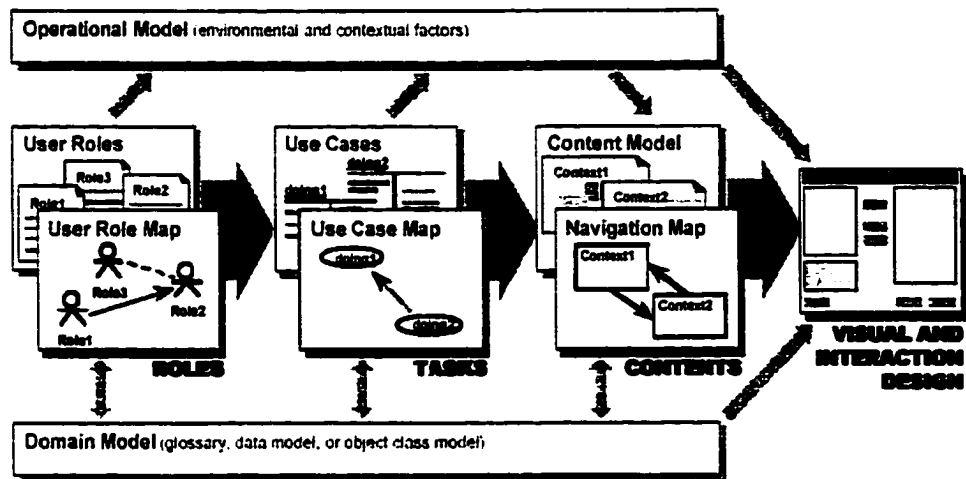 Operational Model (environmental and contextual factors)
User Roles
Role3
Role2
Role1
User Role Map
Role3
Role2
Role1
ROLES
Use Cases
doing2
doing1
Use Case Map
doing1
doing2
TASKS
Content Model
Context1
Context2
Navigation Map
Context1
Context2
CONTENTS
VISUAL AND
INTERACTION
DESIGN
Domain Model (glossary, data model, or object class model)